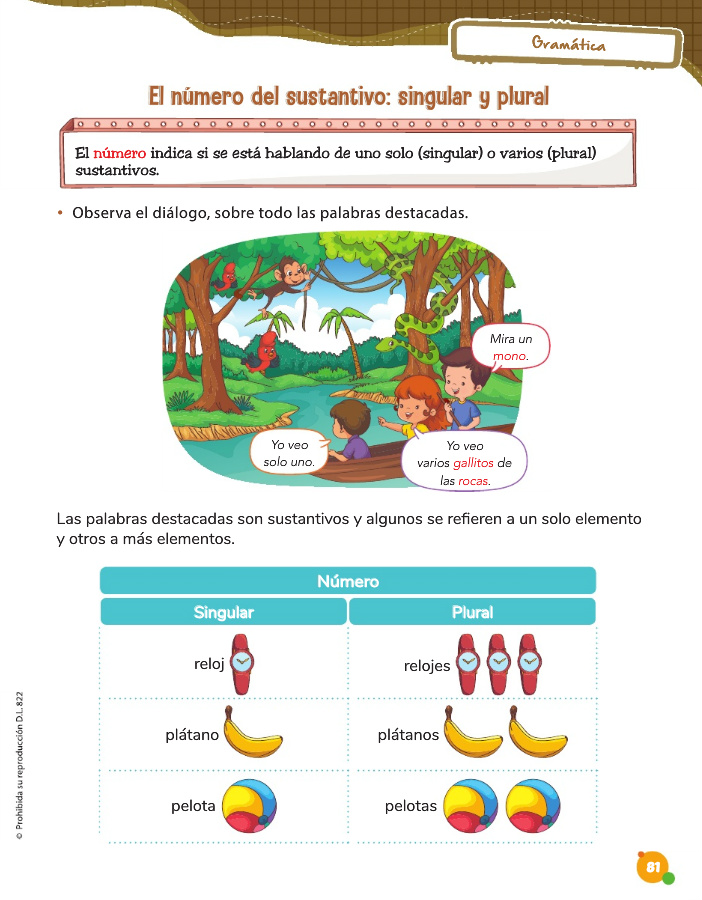 Gramática
El número del sustantivo: singular y plural
El número indica si se está hablando de uno solo (singular) o varios (plural)
sustantivos.
• Observa el diálogo, sobre todo las palabras destacadas.
Mira un
mono.
Yo veo
solo uno.
Yo veo
varios gallitos de
las rocas.
Las palabras destacadas son sustantivos y algunos se refieren a un solo elemento
y otros a más elementos.
Número
Singular
Plural
reloj
relojes
plátano
plátanos
pelota
pelotas
© Prohibida su reproducción D.L. 822
81